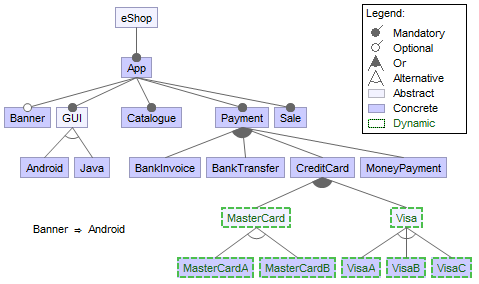 eShop
Legend:
Mandatory
Optional
Or
Alternative
Abstract
Concrete
Dynamic
App
Banner GUI Catalogue Payment Sale
Android Java BankInvoice BankTransfer CreditCard MoneyPayment
MasterCard Visa
Banner ⇒ Android
MasterCardA MasterCardB VisaA VisaB VisaC